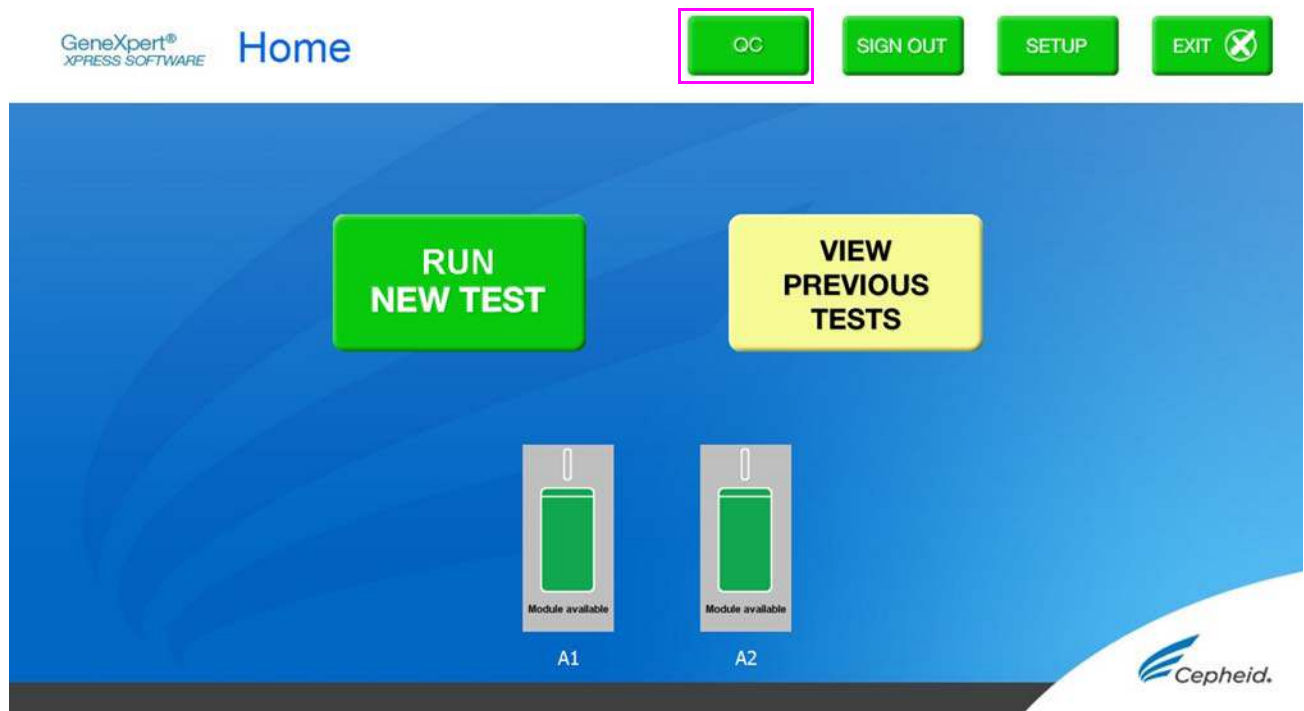 GeneXpert®
XPRESS SOFTWARE
Home
QC
SIGN OUT
SETUP
EXIT
RUN
NEW TEST
VIEW
PREVIOUS
TESTS
Module available
Module available
A1
A2
Cepheid.